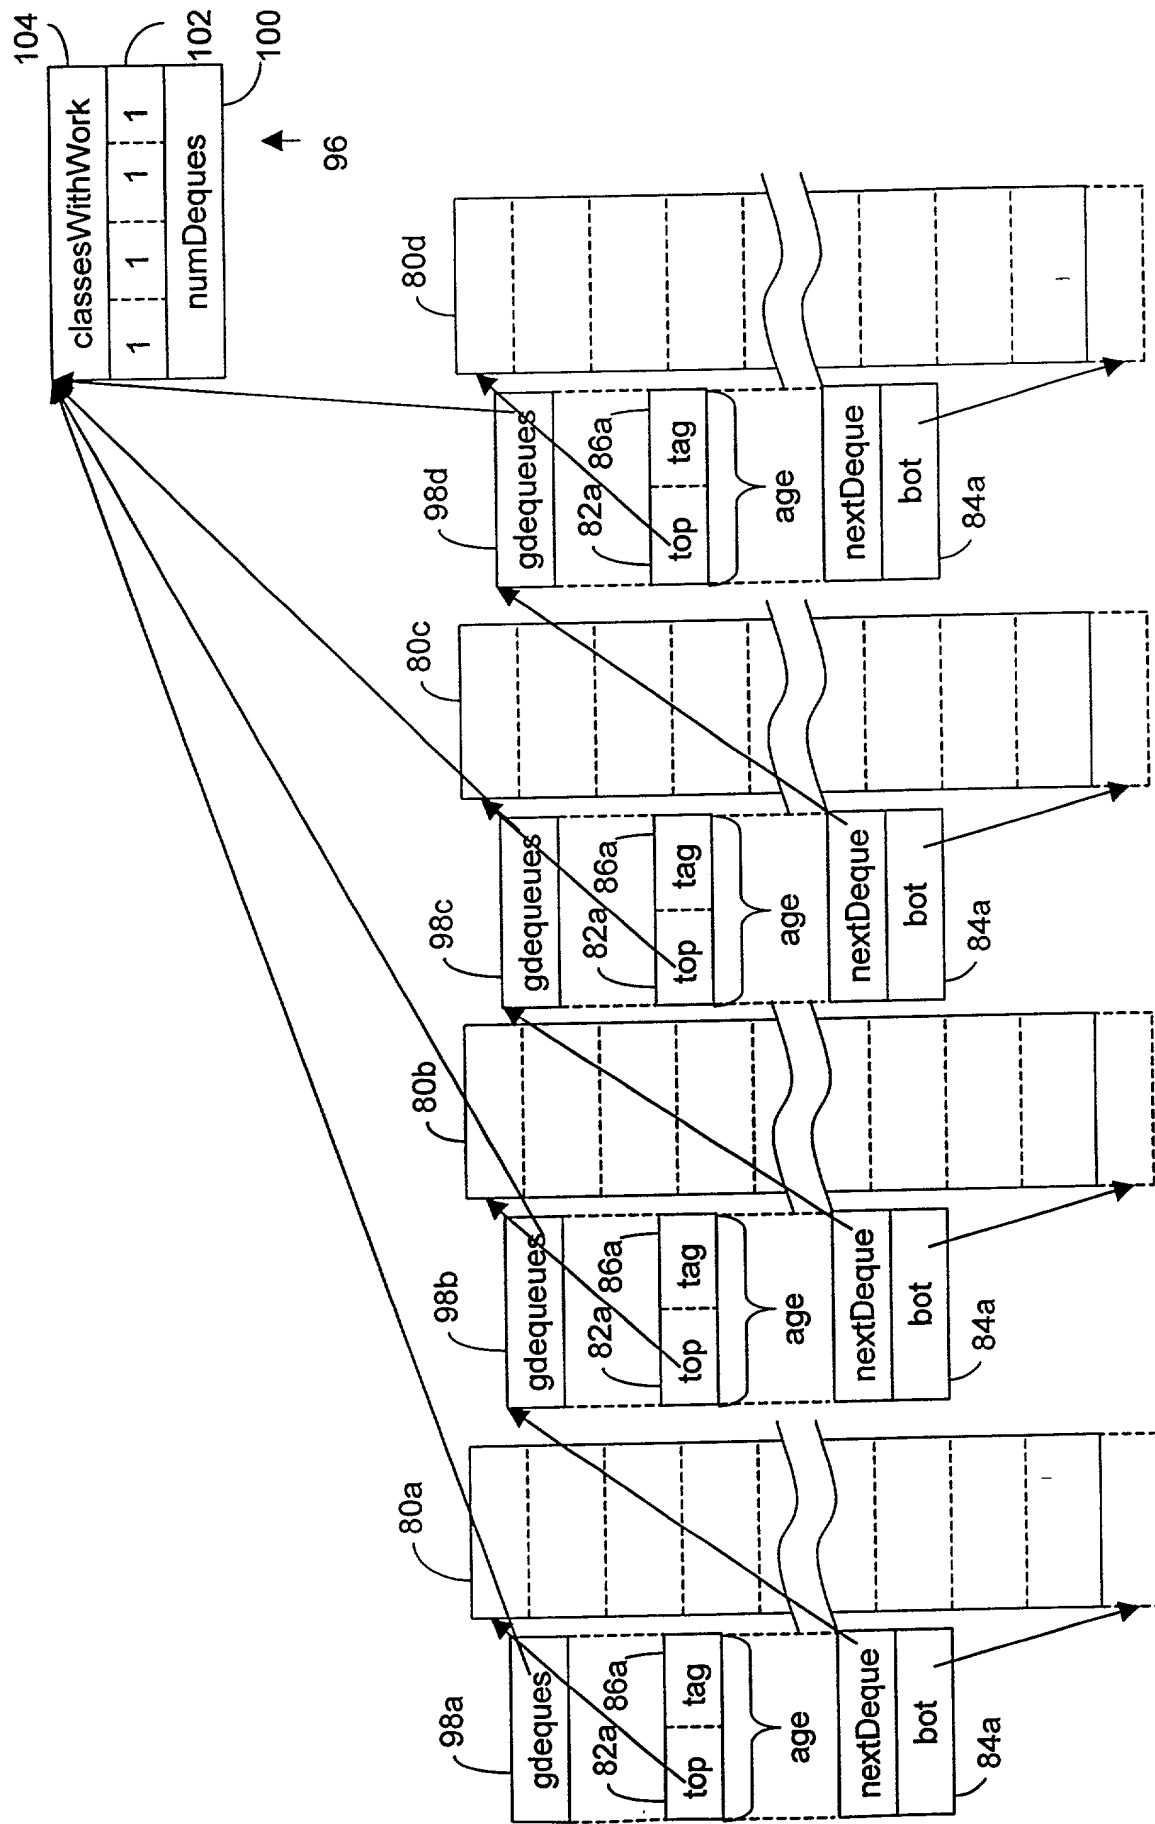 104
classesWithWork
1 1 1 1
102
numDeques
100
96
98a
80a
98b
80b
98c
80c
98d
80d
gdeques
gdequeues
gdequeues
gdequeues
82a 86a
82a 86a
82a 86a
82a 86a
top tag
top tag
top tag
top tag
age
age
age
age
nextDeque
nextDeque
nextDeque
nextDeque
bot
bot
bot
bot
84a
84a
84a
84a